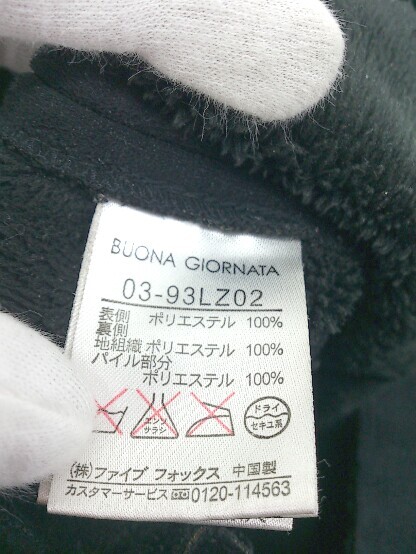 BUONA GIORNATA
03-93LZ02
表側 ポリエステル 100%
裏側
地組織 ポリエステル 100%
パイル部分
ポリエステル 100%
エンソ
サラシ
ドライ
セキユ系
(株)ファイブ フォックス 中国製
カスタマーサービス 0120-114563